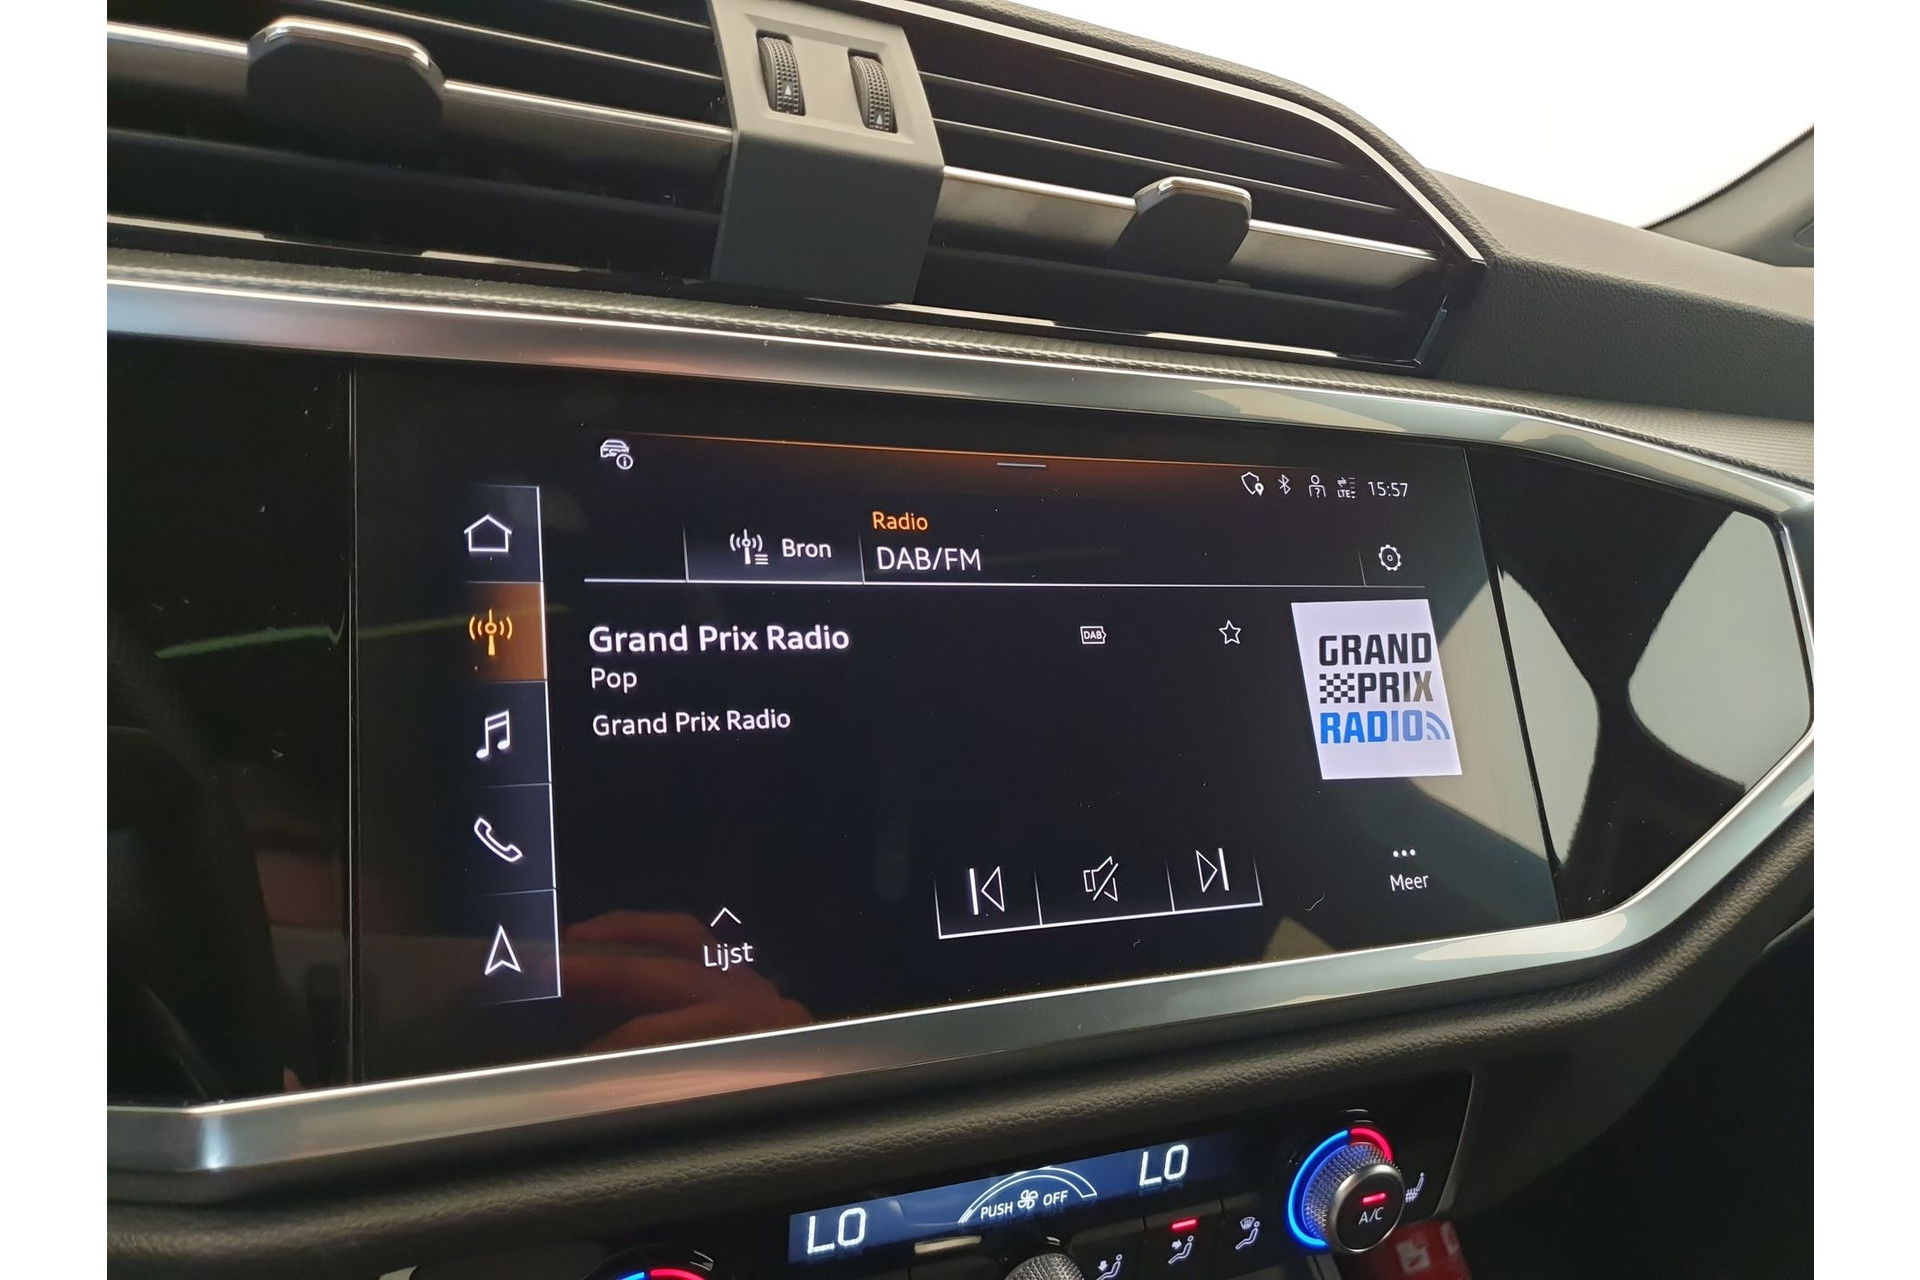 LTE
15:57
Bron
Radio
DAB/FM
Grand Prix Radio
DAB
Pop
Grand Prix Radio
GRAND
PRIX
RADIO
Lijst
Meer
LO
PUSH OFF
LO
A/C